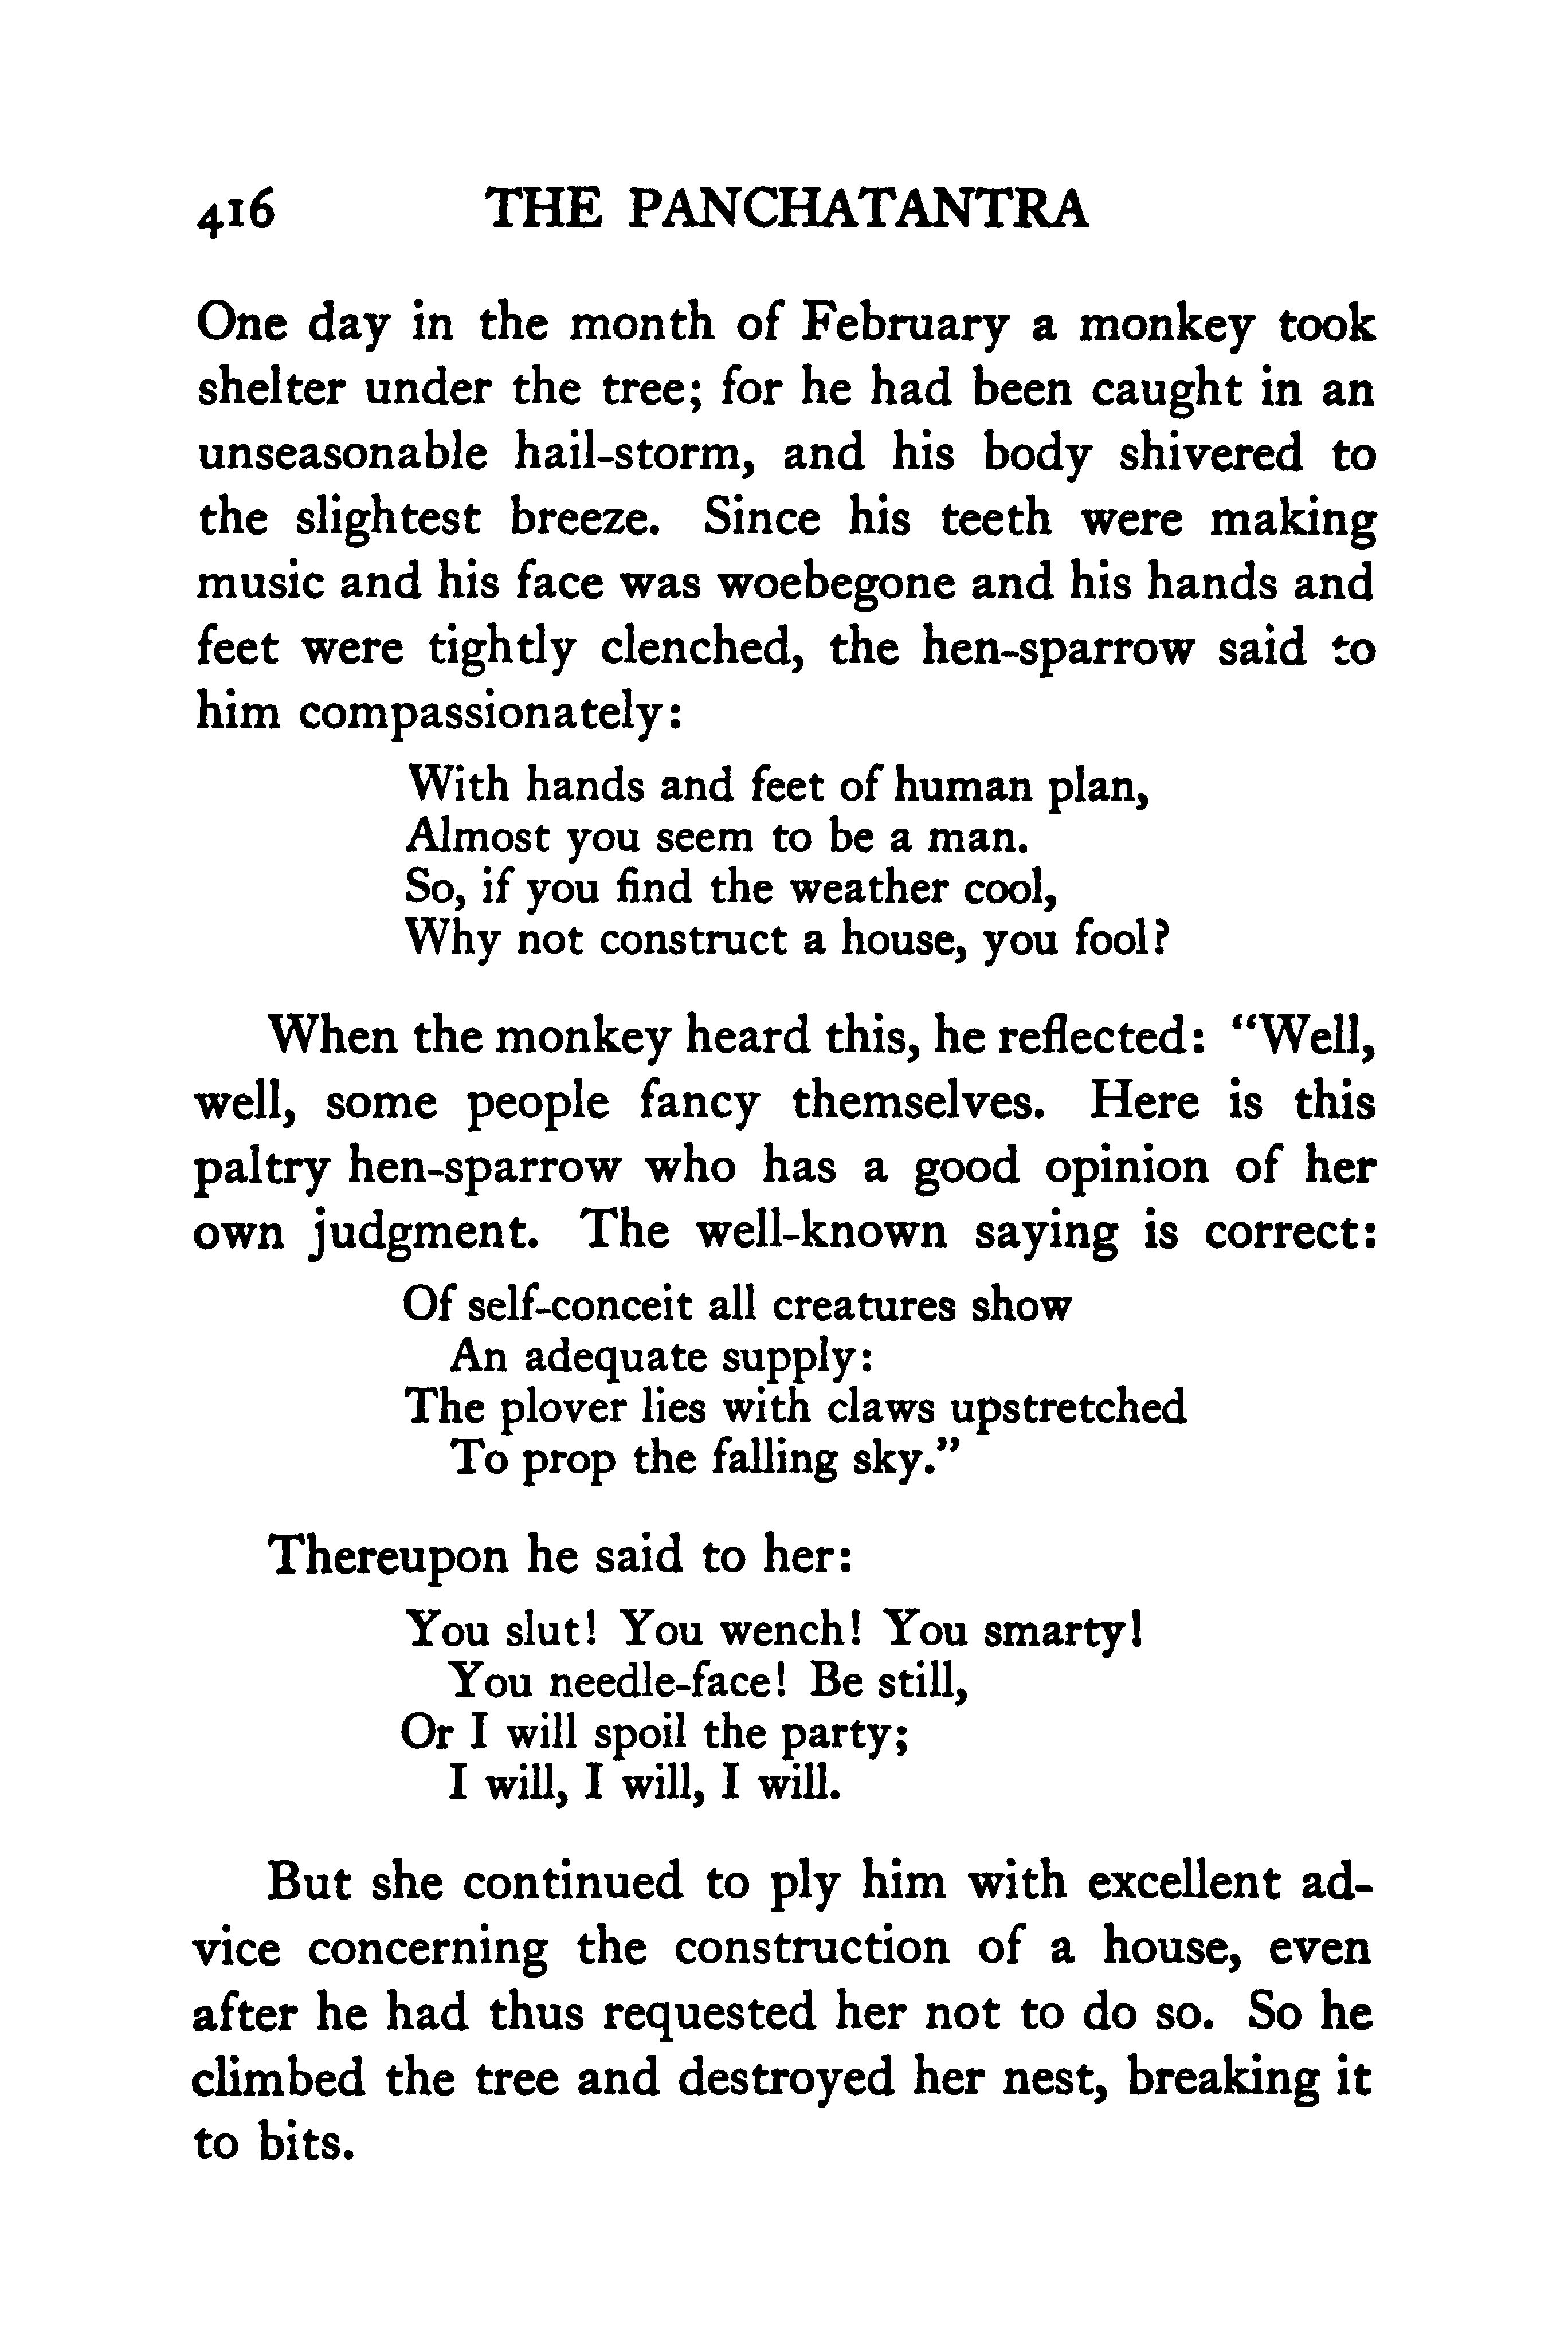 416 THE PANCHATANTRA
One day in the month of February a monkey took
shelter under the tree; for he had been caught in an
unseasonable hail-storm, and his body shivered to
the slightest breeze. Since his teeth were making
music and his face was woebegone and his hands and
feet were tightly clenched, the hen-sparrow said to
him compassionately:
With hands and feet of human plan,
Almost you seem to be a man.
So, if you find the weather cool,
Why not construct a house, you fool?
When the monkey heard this, he reflected: “Well,
well, some people fancy themselves. Here is this
paltry hen-sparrow who has a good opinion of her
own judgment. The well-known saying is correct:
Of self-conceit all creatures show
An adequate supply:
The plover lies with claws upstretched
To prop the falling sky.”
Thereupon he said to her:
You slut! You wench! You smarty!
You needle-face! Be still,
Or I will spoil the party;
I will, I will, I will.
But she continued to ply him with excellent ad-
vice concerning the construction of a house, even
after he had thus requested her not to do so. So he
climbed the tree and destroyed her nest, breaking it
to bits.